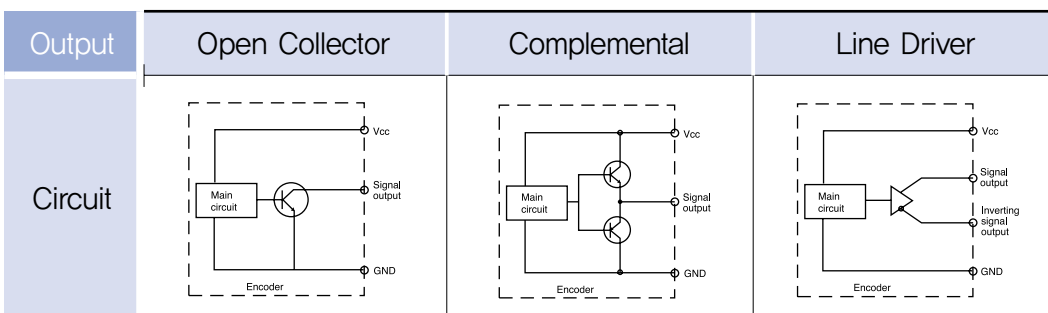 Output
Open Collector
Complemental
Line Driver
Circuit
Vcc
Main
circuit
Signal
output
GND
Encoder
Vcc
Main
circuit
Signal
output
GND
Encoder
Vcc
Signal
output
Main
circuit
Inverting
signal
output
GND
Encoder